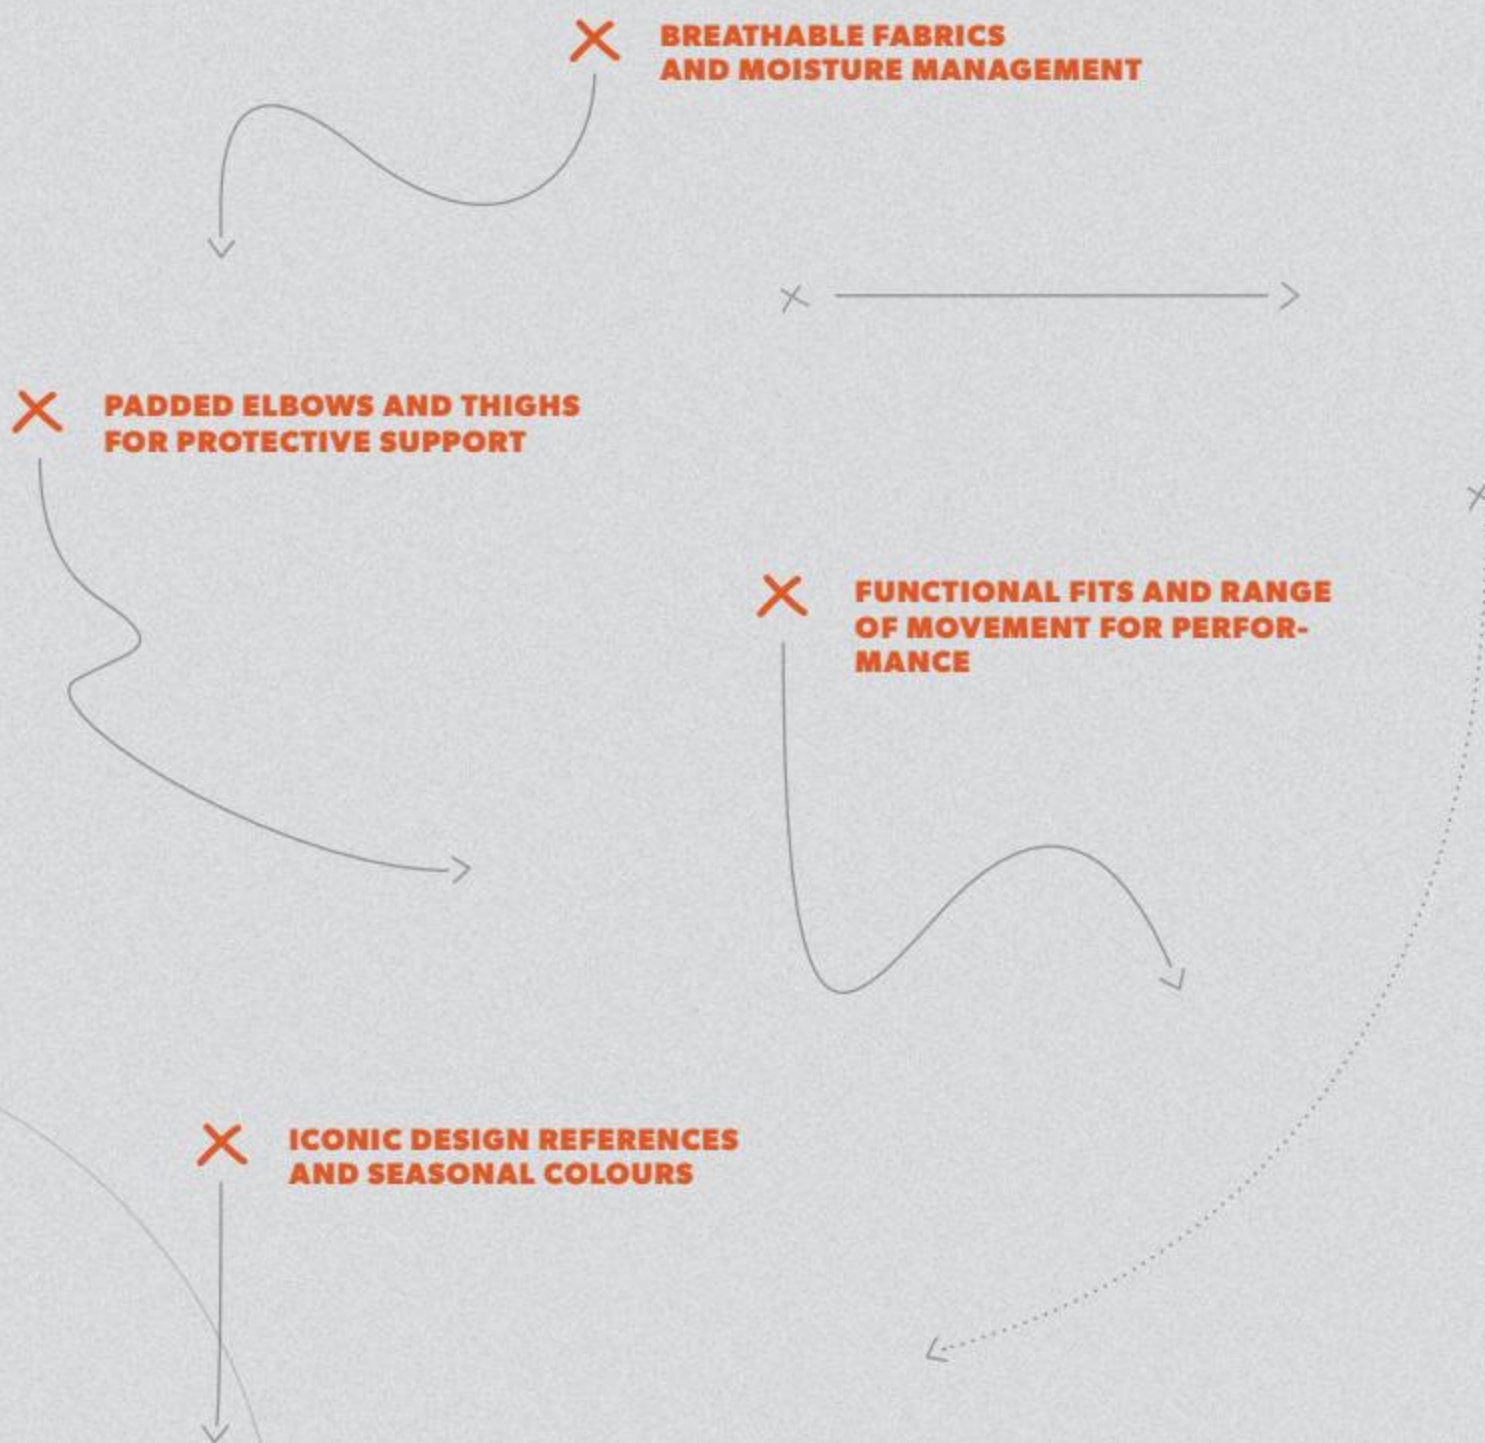 BREATHABLE FABRICS
AND MOISTURE MANAGEMENT
PADDED ELBOWS AND THIGHS
FOR PROTECTIVE SUPPORT
FUNCTIONAL FITS AND RANGE
OF MOVEMENT FOR PERFOR-
MANCE
ICONIC DESIGN REFERENCES
AND SEASONAL COLOURS